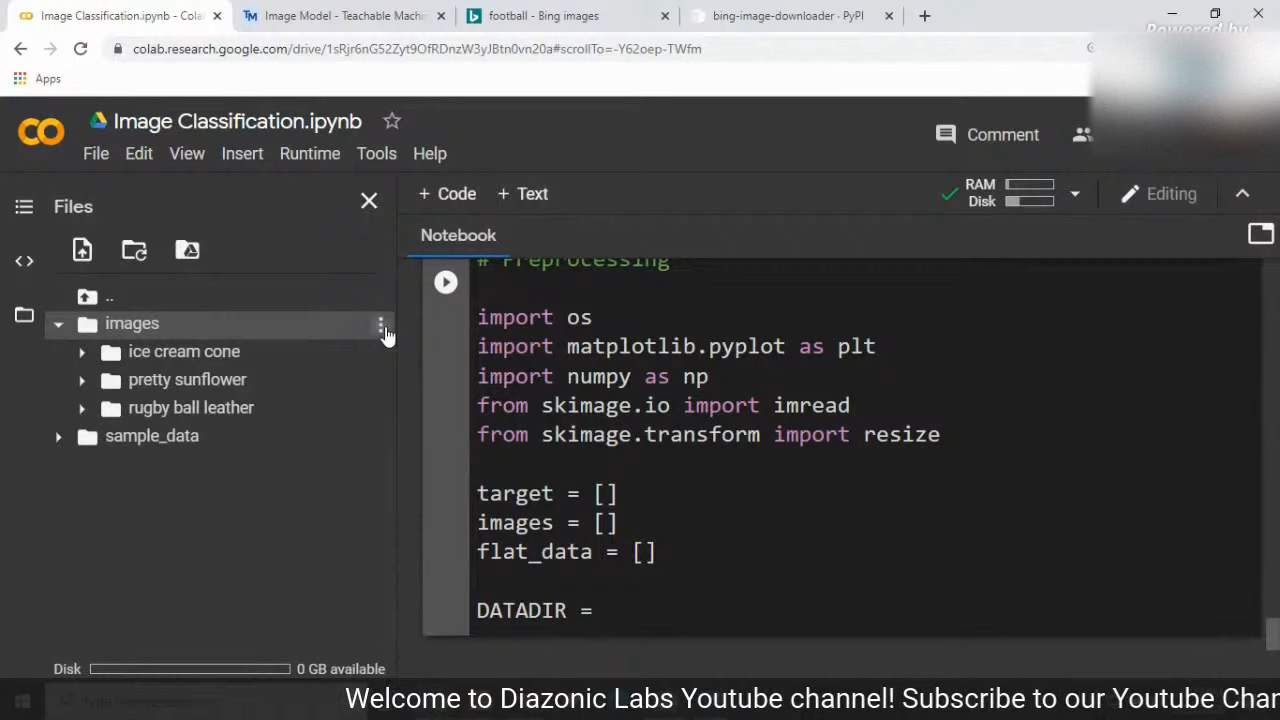 Image Classification.ipynb - Cola
Image Model - Teachable Machin
football - Bing images
bing-image-downloader · PyPI
Powered by
colab.research.google.com/drive/1sRjr6nG52Zyt9OfRDnzW3yJBtn0vn20a#scrollTo=-Y62oep-TWfm
Apps
Image Classification.ipynb
File Edit View Insert Runtime Tools Help
Comment
Files
+ Code + Text
RAM
Disk
Editing
Notebook
..
images
ice cream cone
pretty sunflower
rugby ball leather
sample_data
# Preprocessing
import os
import matplotlib.pyplot as plt
import numpy as np
from skimage.io import imread
from skimage.transform import resize
target = []
images = []
flat_data = []
DATADIR =
Disk 0 GB available
Welcome to Diazonic Labs Youtube channel! Subscribe to our Youtube Chan